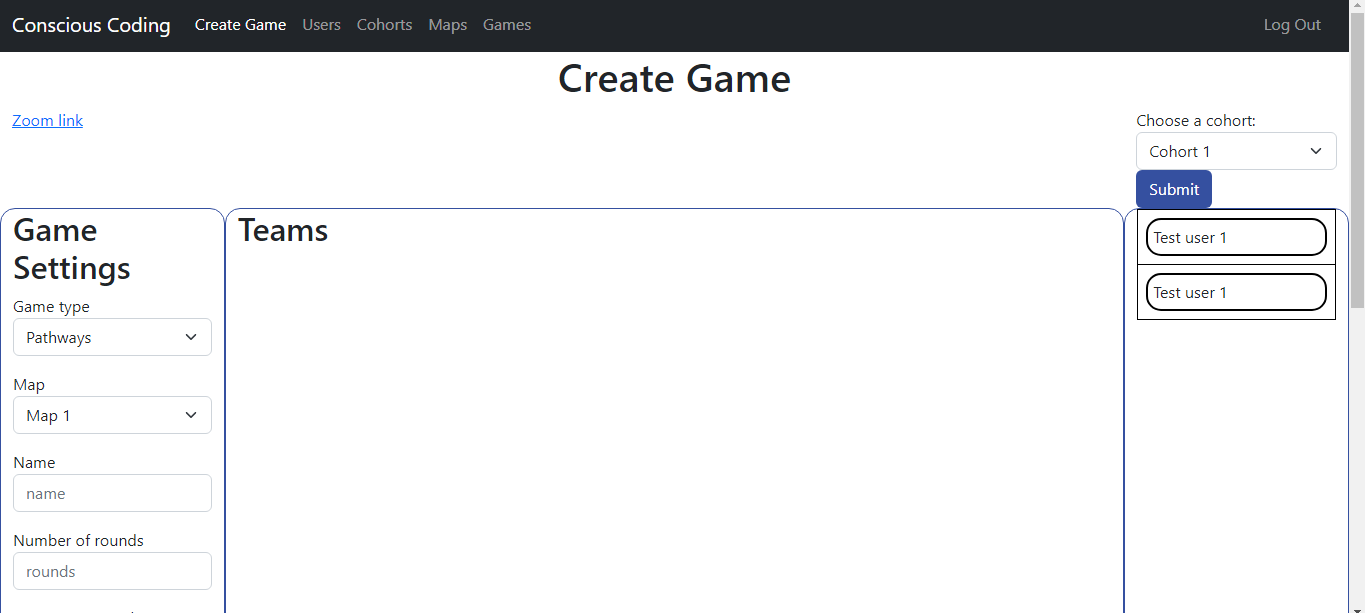 Conscious Coding
Create Game
Users
Cohorts
Maps
Games
Log Out
Create Game
Zoom link
Choose a cohort:
Cohort 1
Submit
Game
Settings
Game type
Pathways
Map
Map 1
Name
name
Number of rounds
rounds
Teams
Test user 1
Test user 1